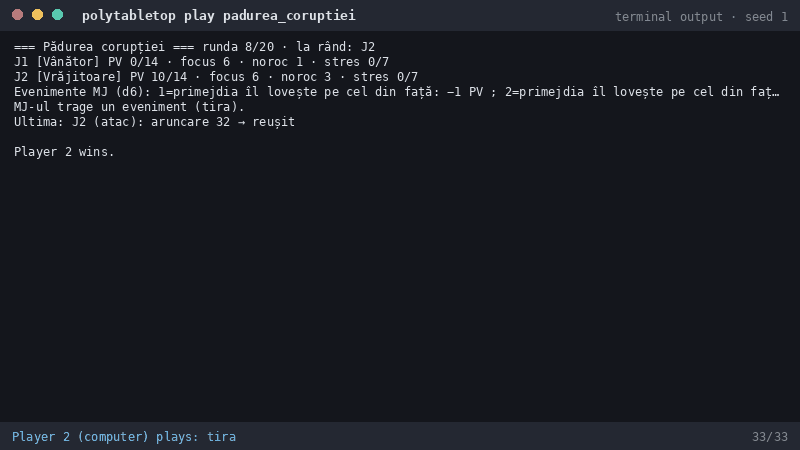 polytabletop play padurea_coruptiei
terminal output · seed 1
=== Pădurea corupției === runda 8/20 · la rând: J2
J1 [Vânător] PV 0/14 · focus 6 · noroc 1 · stres 0/7
J2 [Vrăjitoare] PV 10/14 · focus 6 · noroc 3 · stres 0/7
Evenimente MJ (d6): 1=primejdia îl lovește pe cel din față: −1 PV ; 2=primejdia îl lovește pe cel din faț…
MJ-ul trage un eveniment (tira).
Ultima: J2 (atac): aruncare 32 → reușit
Player 2 wins.
Player 2 (computer) plays: tira
33/33